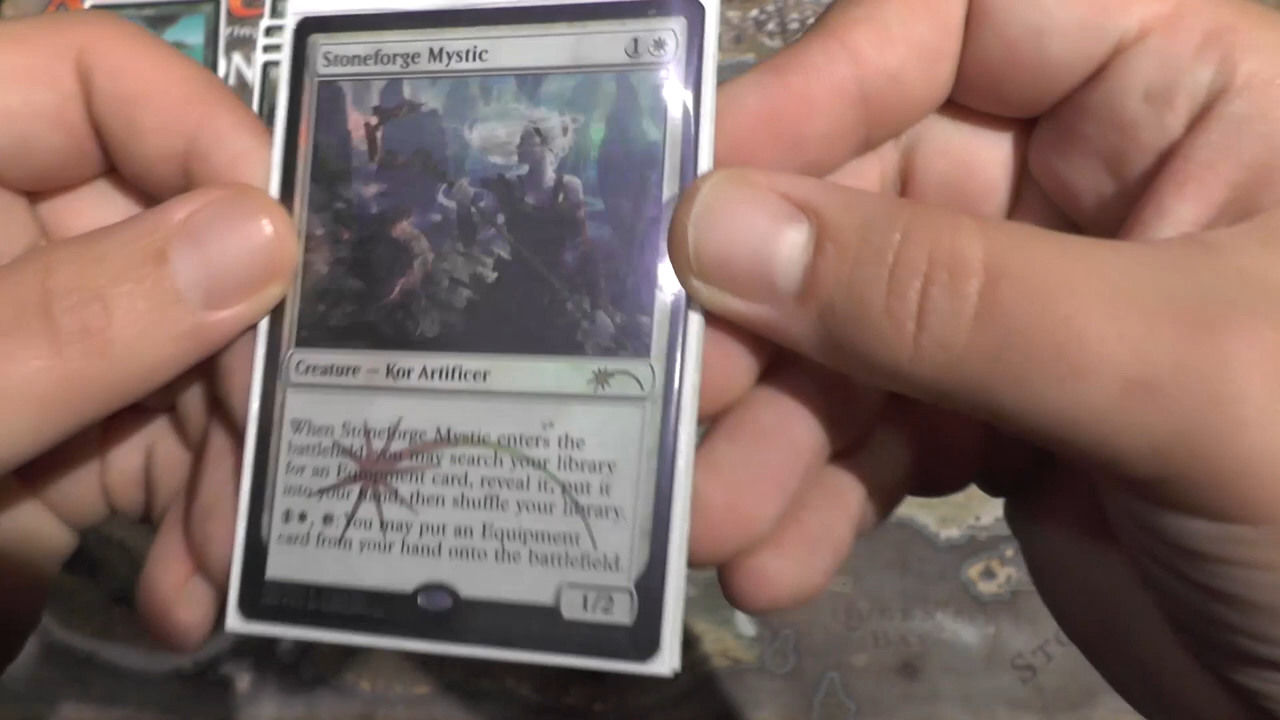 Stoneforge Mystic 1
Creature — Kor Artificer
When Stoneforge Mystic enters the
battlefield, you may search your library
for an Equipment card, reveal it, put it
into your hand, then shuffle your library.
1, : You may put an Equipment
card from your hand onto the battlefield.
1/2